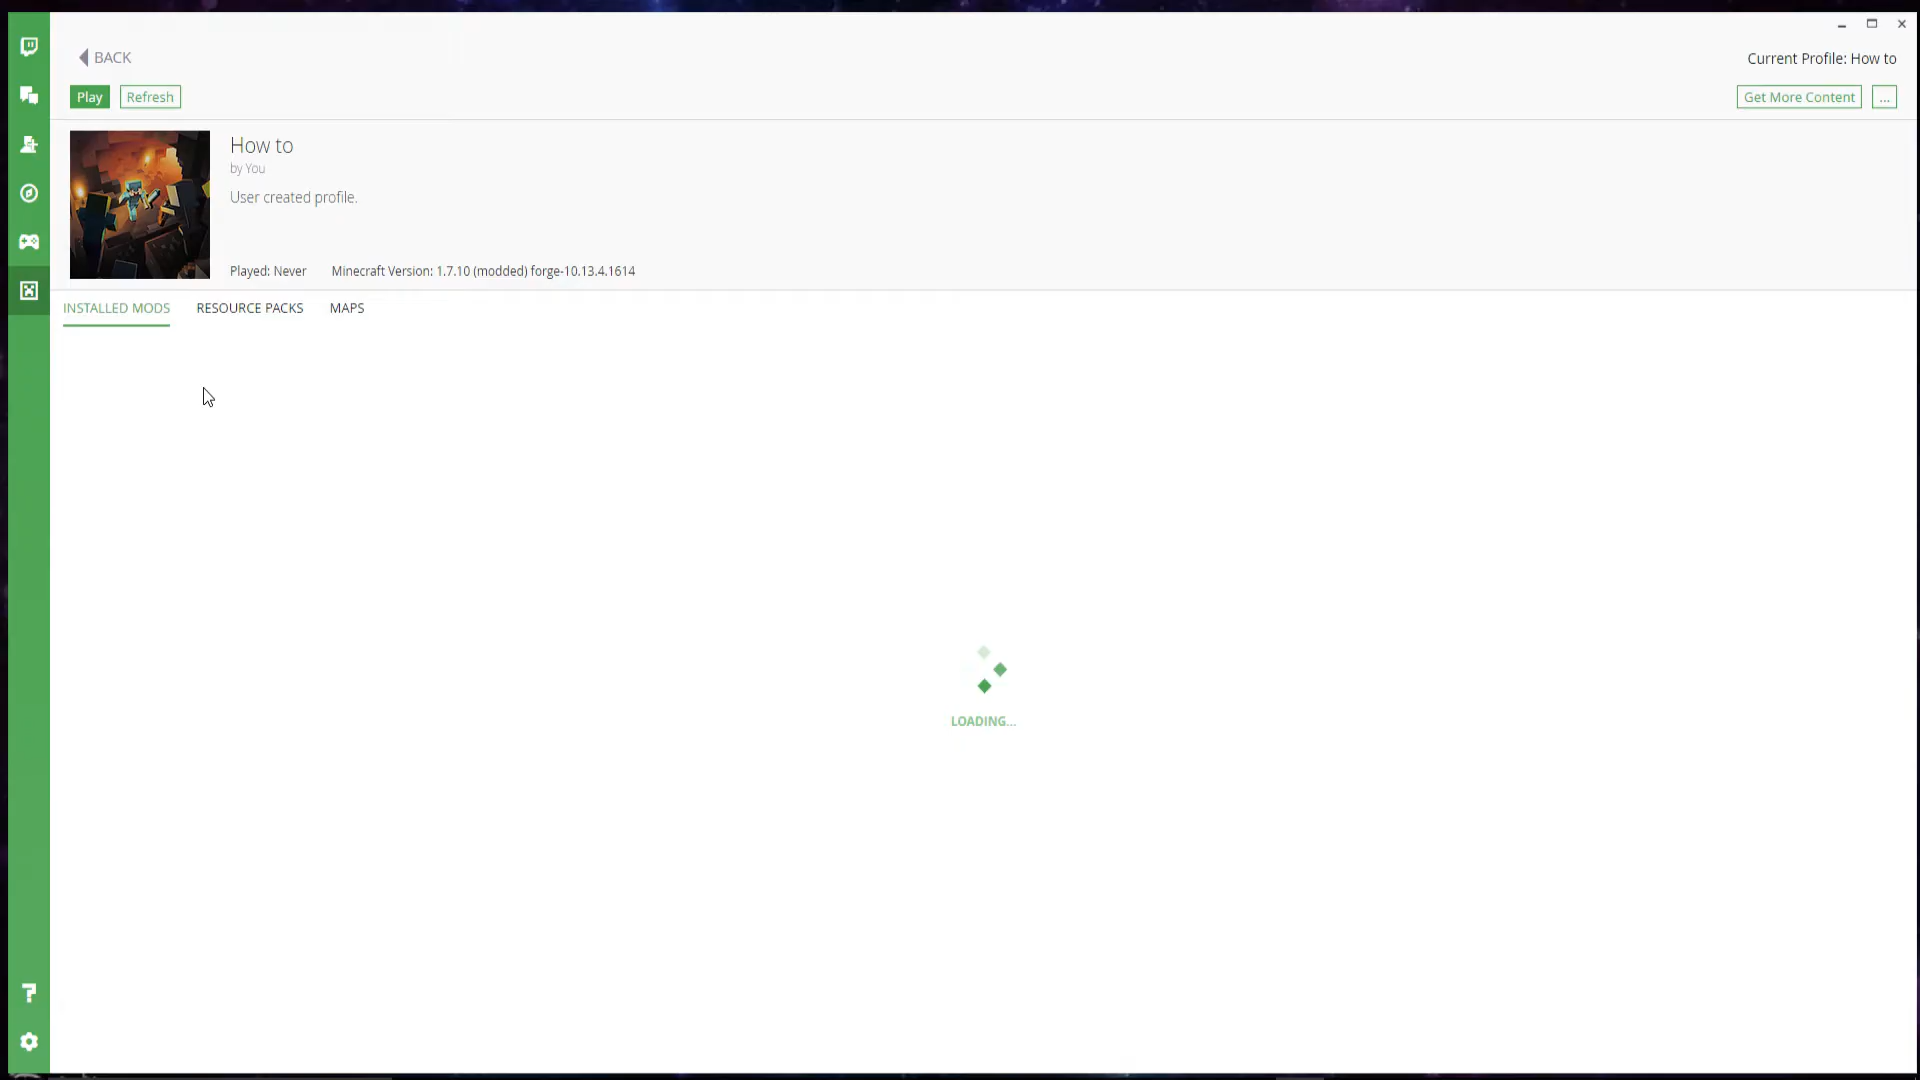 BACK
Current Profile: How to
Play
Refresh
Get More Content
...
How to
by You
User created profile.
Played: Never
Minecraft Version: 1.7.10 (modded) forge-10.13.4.1614
INSTALLED MODS
RESOURCE PACKS
MAPS
LOADING...